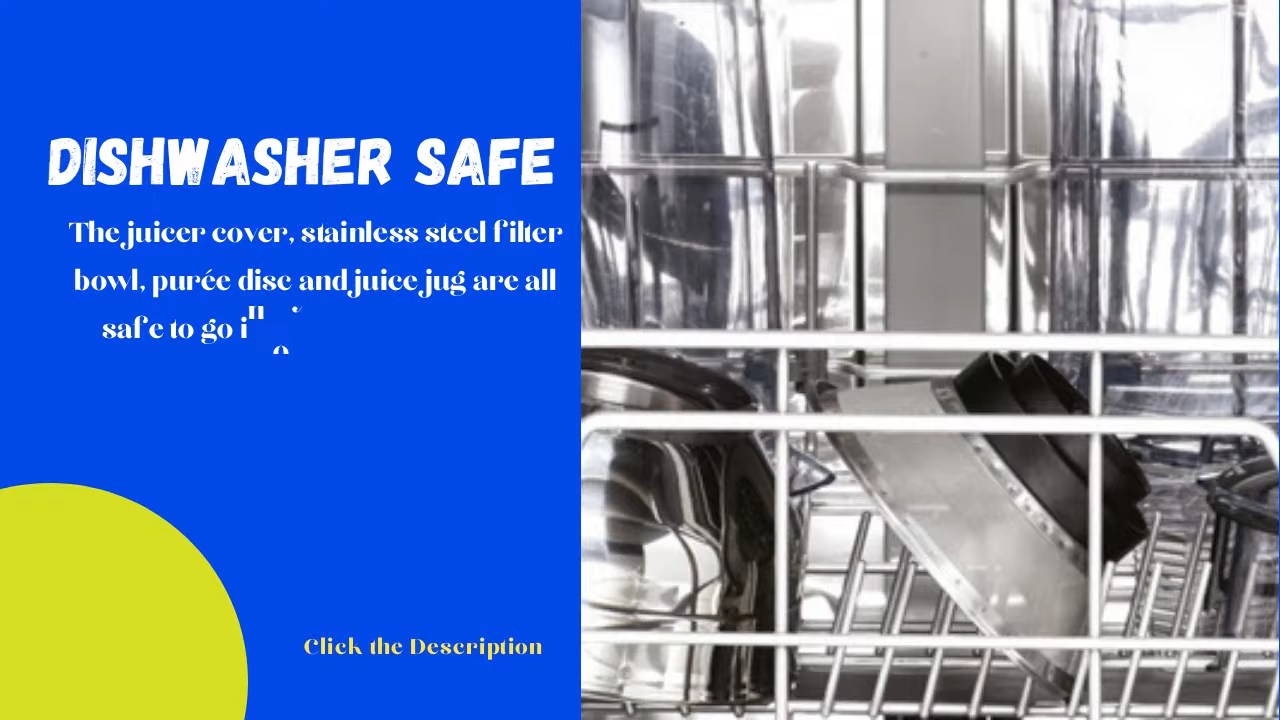 DISHWASHER SAFE
The juicer cover, stainless steel filter
bowl, purée disc and juice jug are all
safe to go
Click the Description